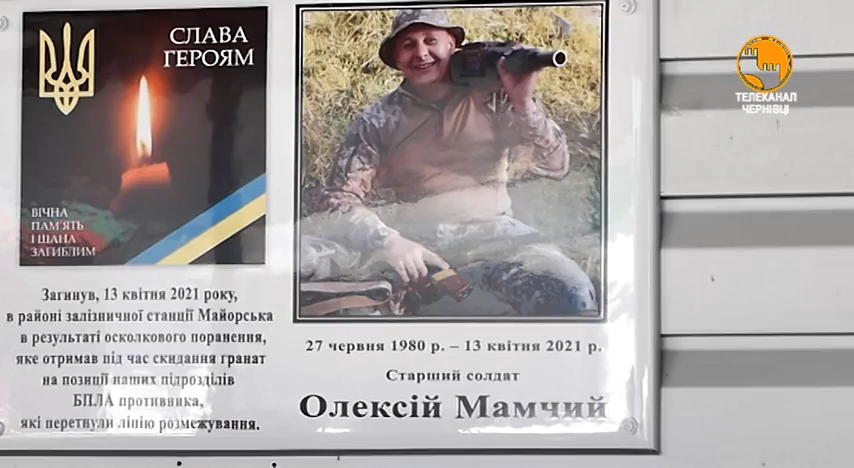 СЛАВА
ГЕРОЯМ
ВІЧНА
ПАМ'ЯТЬ
І ШАНА
ЗАГИБЛИМ
Загинув, 13 квітня 2021 року,
в районі залізничної станції Майорська
в результаті осколкового поранення,
яке отримав під час скидання гранат
на позиції наших підрозділів
БПЛА противника,
які перетнули лінію розмежування.
27 червня 1980 р. – 13 квітня 2021 р.
Старший солдат
Олексій Мамчий
ТЕЛЕКАНАЛ
ЧЕРНІВЦІ